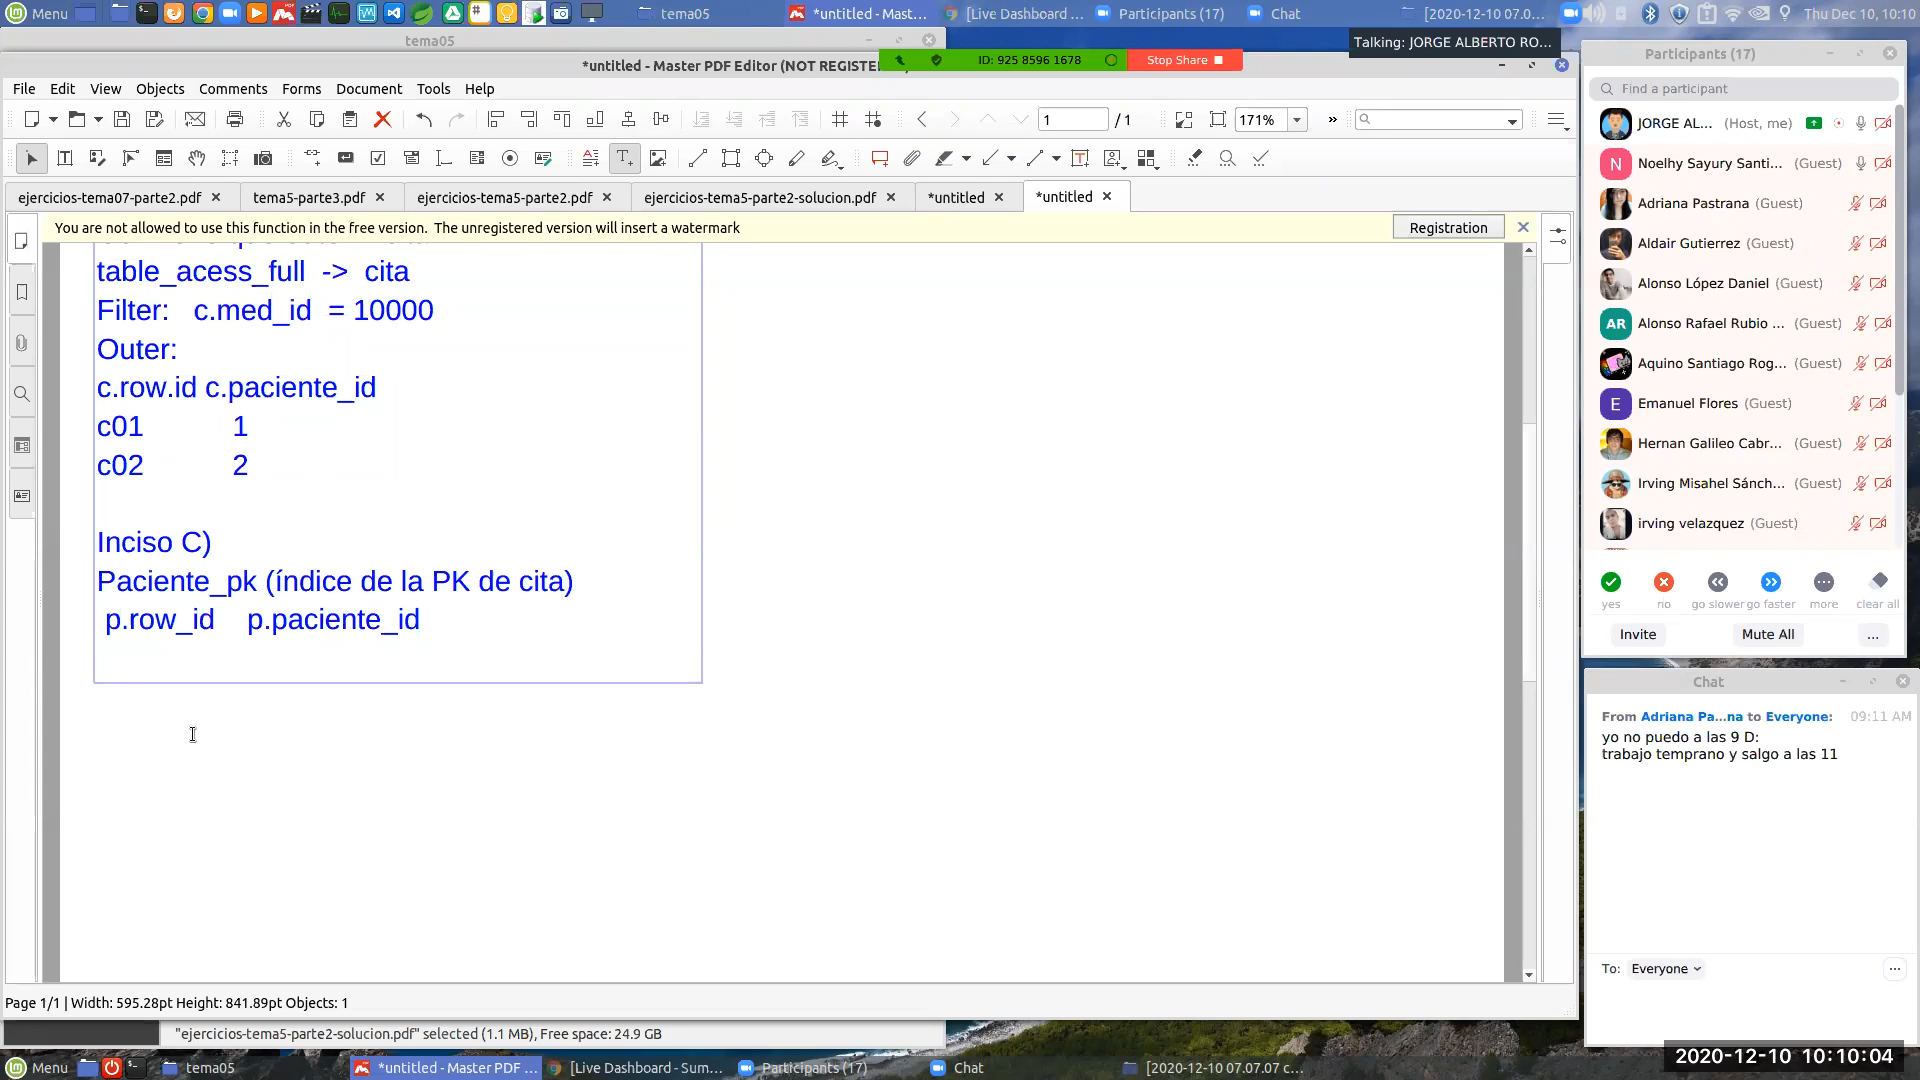 Menu
tema05
*untitled - Mast...
[Live Dashboard ...
Participants (17)
Chat
[2020-12-10 07.0...
Thu Dec 10, 10:10
tema05
Talking: JORGE ALBERTO RO...
*untitled - Master PDF Editor (NOT REGISTE
ID: 925 8596 1678
Stop Share
File Edit View Objects Comments Forms Document Tools Help
1 / 1
171%
ejercicios-tema07-parte2.pdf
tema5-parte3.pdf
ejercicios-tema5-parte2.pdf
ejercicios-tema5-parte2-solucion.pdf
*untitled
*untitled
You are not allowed to use this function in the free version. The unregistered version will insert a watermark
Registration
table_acess_full -> cita
Filter: c.med_id = 10000
Outer:
c.row.id c.paciente_id
c01 1
c02 2
Inciso C)
Paciente_pk (índice de la PK de cita)
p.row_id p.paciente_id
Page 1/1 | Width: 595.28pt Height: 841.89pt Objects: 1
"ejercicios-tema5-parte2-solucion.pdf" selected (1.1 MB), Free space: 24.9 GB
Participants (17)
Find a participant
JORGE AL... (Host, me)
N Noelhy Sayury Santi... (Guest)
Adriana Pastrana (Guest)
Aldair Gutierrez (Guest)
Alonso López Daniel (Guest)
AR Alonso Rafael Rubio ... (Guest)
Aquino Santiago Rog... (Guest)
E Emanuel Flores (Guest)
Hernan Galileo Cabr... (Guest)
Irving Misahel Sánch... (Guest)
irving velazquez (Guest)
yes no go slower go faster more clear all
Invite Mute All ...
Chat
From Adriana Pa...na to Everyone: 09:11 AM
yo no puedo a las 9 D:
trabajo temprano y salgo a las 11
To: Everyone
2020-12-10 10:10:04
Menu
tema05
*untitled - Master PDF ...
[Live Dashboard - Sum...
Participants (17)
Chat
[2020-12-10 07.07.07 c...